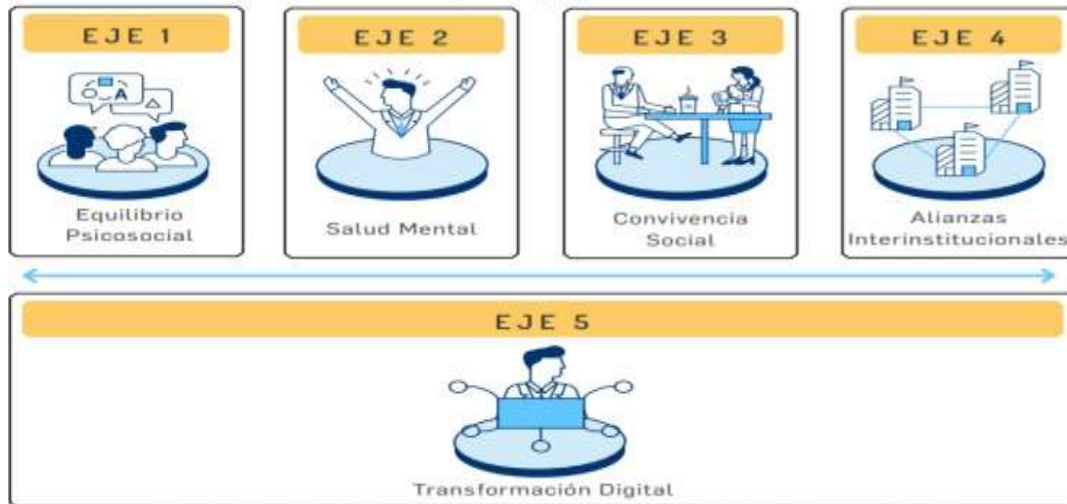 EJE 1
Equilibrio
Psicosocial
EJE 2
Salud Mental
EJE 3
Convivencia
Social
EJE 4
Alianzas
Interinstitucionales
EJE 5
Transformación Digital